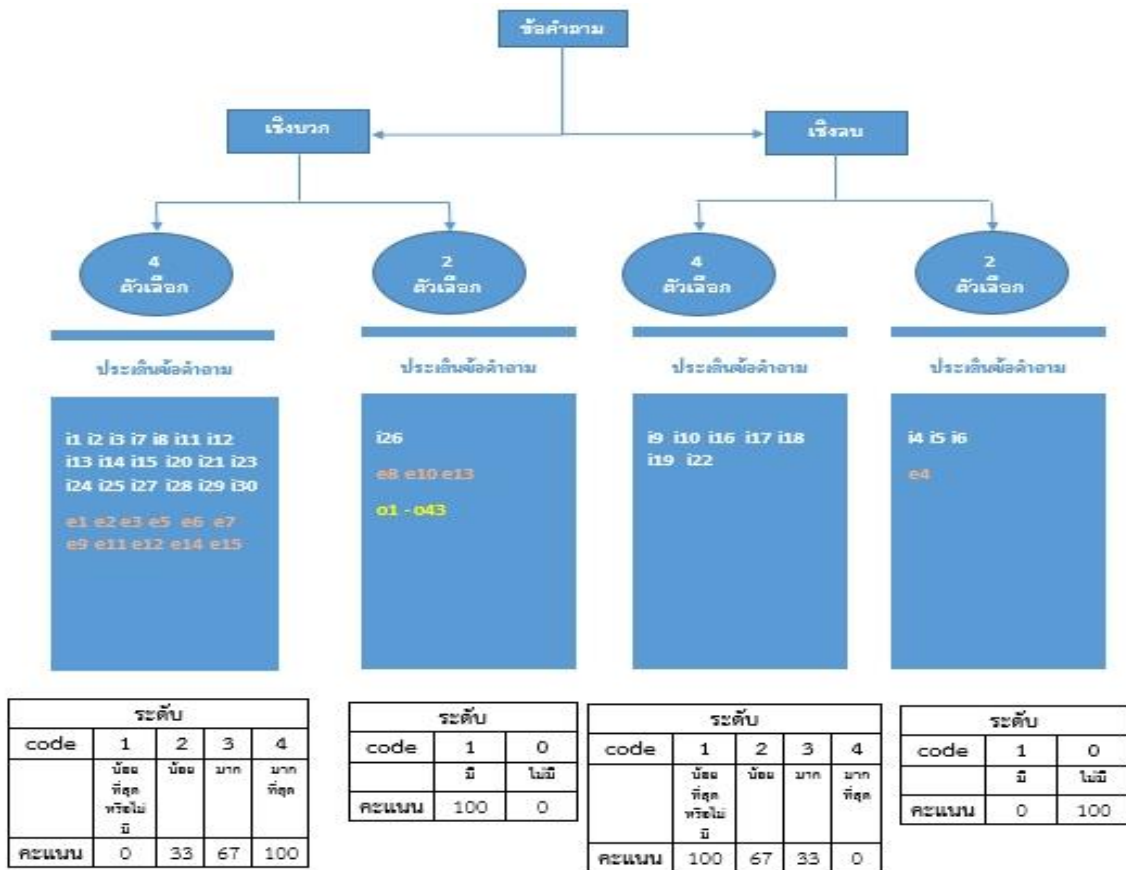 ข้อคำถาม
เชิงบวก
เชิงลบ
4
ตัวเลือก
2
ตัวเลือก
4
ตัวเลือก
2
ตัวเลือก
ประเด็นข้อคำถาม
ประเด็นข้อคำถาม
ประเด็นข้อคำถาม
ประเด็นข้อคำถาม
i1 i2 i3 i7 i8 i11 i12
i13 i14 i15 i20 i21 i23
i24 i25 i27 i28 i29 i30
e1 e2 e3 e5 e6 e7
e9 e11 e12 e14 e15
i26
e8 e10 e13
o1 - o43
i9 i10 i16 i17 i18
i19 i22
i4 i5 i6
e4
ระดับ
code 1 2 3 4
น้อยที่สุดหรือไม่มี น้อย มาก มากที่สุด
คะแนน 0 33 67 100
ระดับ
code 1 0
มี ไม่มี
คะแนน 100 0
ระดับ
code 1 2 3 4
น้อยที่สุดหรือไม่มี น้อย มาก มากที่สุด
คะแนน 100 67 33 0
ระดับ
code 1 0
มี ไม่มี
คะแนน 0 100